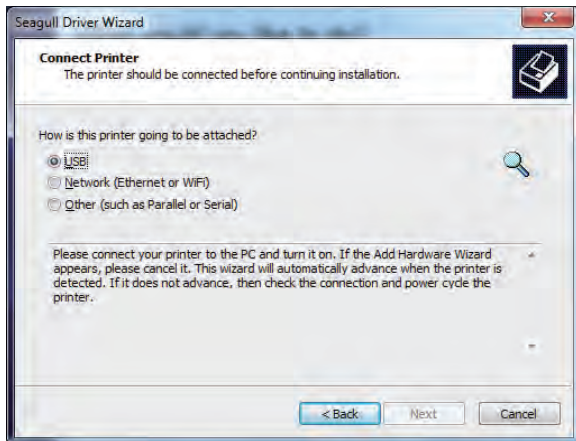 Seagull Driver Wizard
Connect Printer
The printer should be connected before continuing installation.
How is this printer going to be attached?
USB
Network (Ethernet or WiFi)
Other (such as Parallel or Serial)
Please connect your printer to the PC and turn it on. If the Add Hardware Wizard
appears, please cancel it. This wizard will automatically advance when the printer is
detected. If it does not advance, then check the connection and power cycle the
printer.
< Back
Next
Cancel